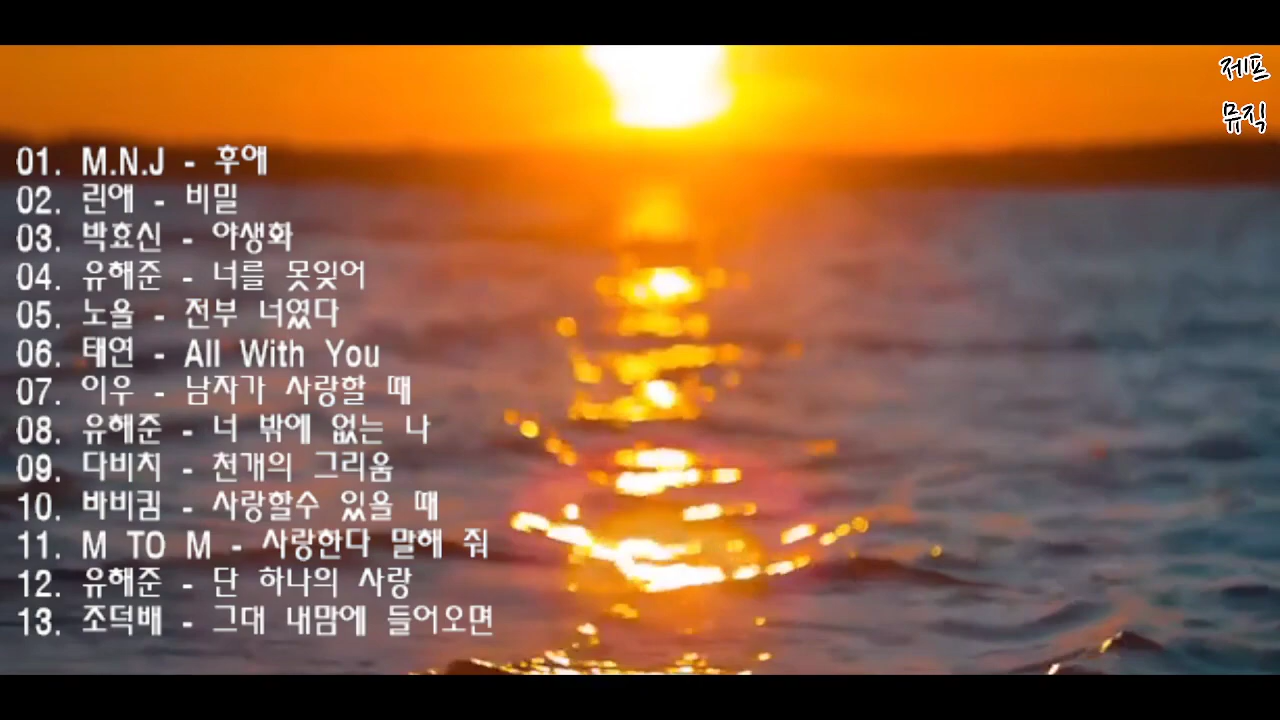 제프
뮤직
01. M.N.J - 후애
02. 린애 - 비밀
03. 박효신 - 야생화
04. 유해준 - 너를 못잊어
05. 노을 - 전부 너였다
06. 태연 - All With You
07. 이우 - 남자가 사랑할 때
08. 유해준 - 너 밖에 없는 나
09. 다비치 - 천개의 그리움
10. 바비킴 - 사랑할수 있을 때
11. M TO M - 사랑한다 말해 줘
12. 유해준 - 단 하나의 사랑
13. 조덕배 - 그대 내맘에 들어오면